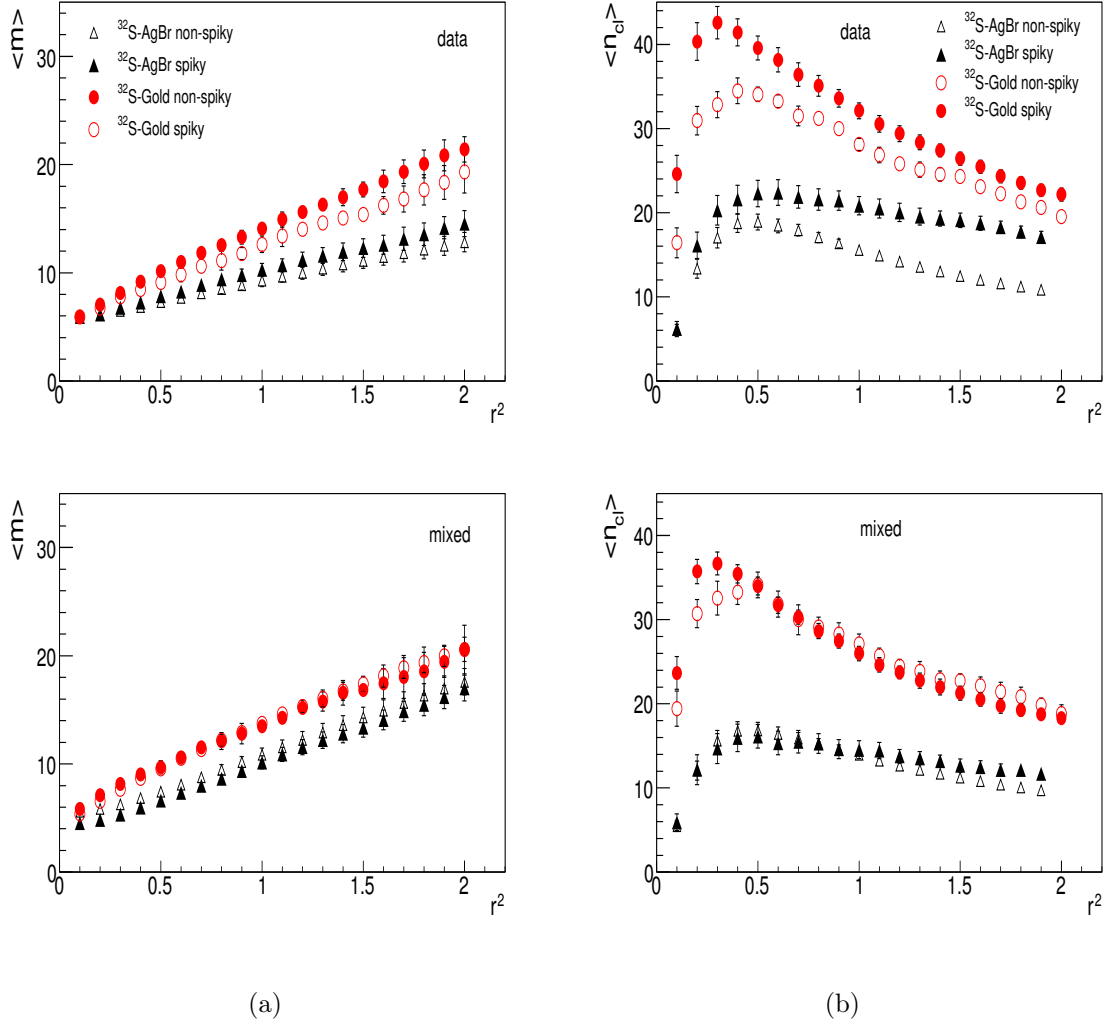 <m>
30
20
10
0
0.5
1
1.5
2
r²
data
³²S-AgBr non-spiky
³²S-AgBr spiky
³²S-Gold non-spiky
³²S-Gold spiky
<n_cl>
40
30
20
10
0
0
0.5
1
1.5
2
r²
data
³²S-AgBr non-spiky
³²S-AgBr spiky
³²S-Gold non-spiky
³²S-Gold spiky
<m>
30
20
10
0
0.5
1
1.5
2
r²
mixed
<n_cl>
40
30
20
10
0
0
0.5
1
1.5
2
r²
mixed
(a)
(b)